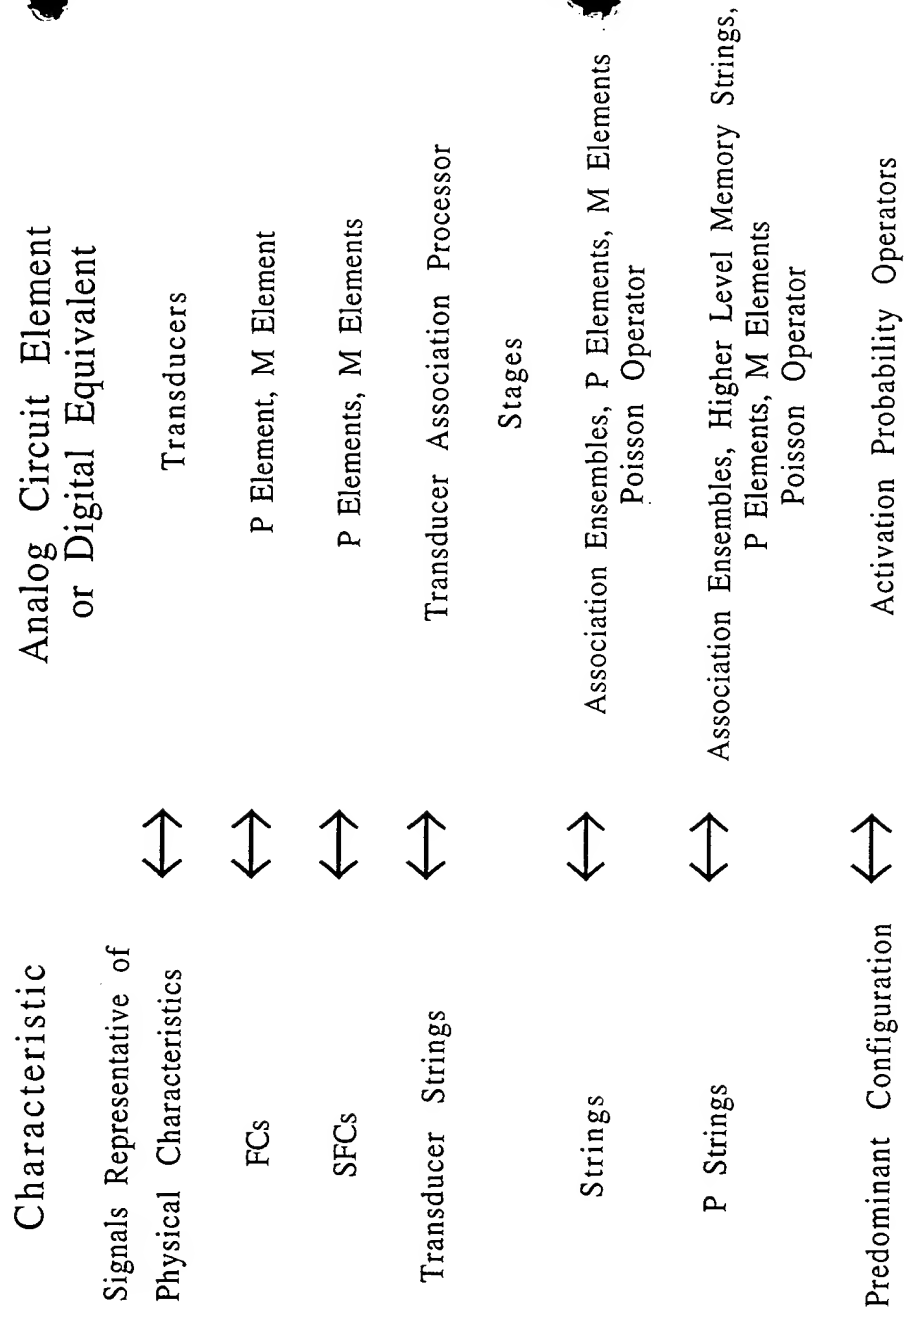 Characteristic
Analog Circuit Element
or Digital Equivalent
Signals Representative of
Physical Characteristics
Transducers
FCs
P Element, M Element
SFCs
P Elements, M Elements
Transducer Strings
Transducer Association Processor
Stages
Strings
Association Ensembles, P Elements, M Elements
Poisson Operator
P Strings
Association Ensembles, Higher Level Memory Strings,
P Elements, M Elements
Poisson Operator
Predominant Configuration
Activation Probability Operators